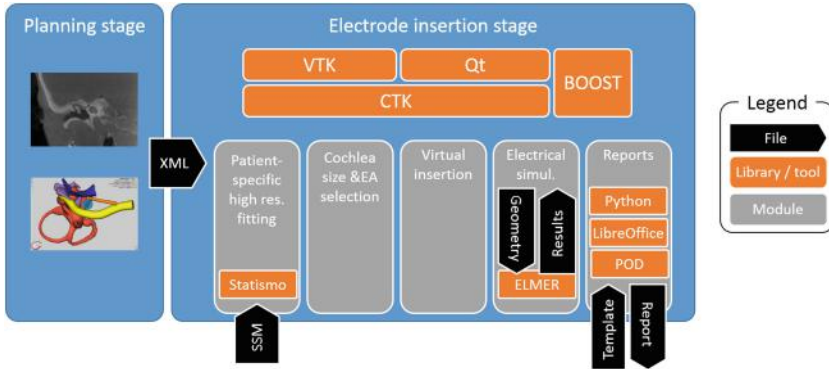 Planning stage
Electrode insertion stage
VTK
Qt
BOOST
CTK
Legend
File
Library / tool
Module
XML
Patient-
specific
high res.
fitting
Cochlea
size &EA
selection
Virtual
insertion
Electrical
simul.
Reports
Geometry
Results
Python
LibreOffice
POD
Statismo
ELMER
SSM
Template
Report